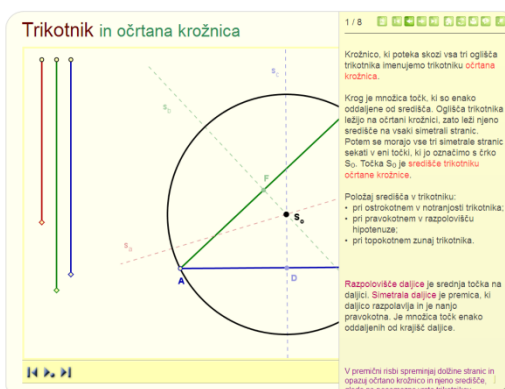 Trikotnik in očrtana krožnica
1 / 8
Krožnico, ki poteka skozi vsa tri oglišča
trikotnika imenujemo trikotniku očrtana
krožnica.
Krog je množica točk, ki so enako
oddaljene od središča. Oglišča trikotnika
ležijo na očrtani krožnici, zato leži njeno
središče na vsaki simetrali stranic.
Potem se morajo vse tri simetrale stranic
sekati v eni točki, ki jo označimo s črko
S₀. Točka S₀ je središče trikotniku
očrtane krožnice.
Položaj središča v trikotniku:
• pri ostrokotnem v notranjosti trikotnika;
• pri pravokotnem v razpolovišču
hipotenuze;
• pri topokotnem zunaj trikotnika.
Razpolovišče daljice je srednja točka na
daljici. Simetrala daljice je premica, ki
daljico razpolavlja in je nanjo
pravokotna. Je množica točk enako
oddaljenih od krajišč daljice.
V premični risbi spreminjaj dolžine stranic in
opazuj očrtano krožnico in njeno središče,
s_c
s_b
F
S_o
s_a
A
D